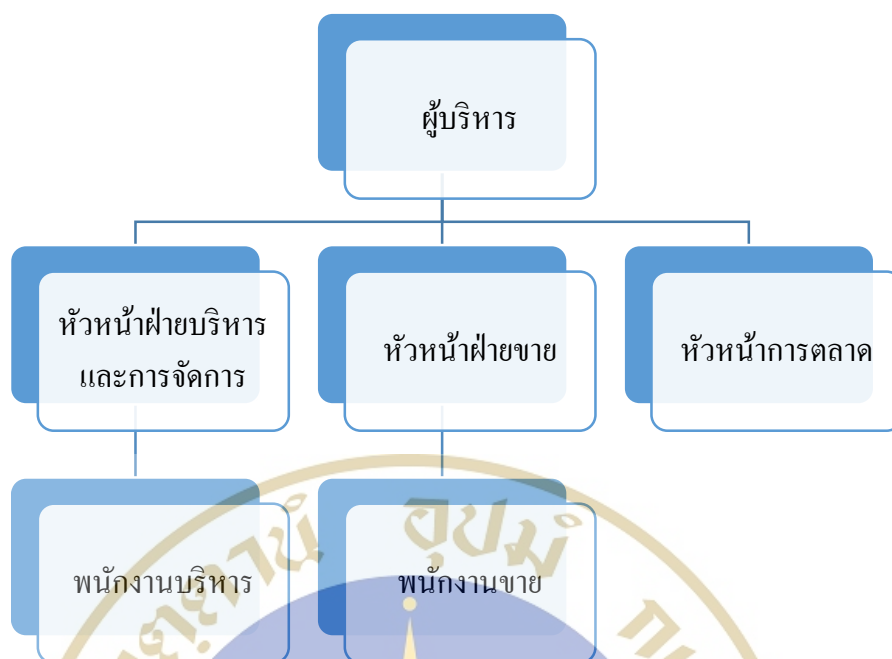 ผู้บริหาร
หัวหน้าฝ่ายบริหาร
และการจัดการ
หัวหน้าฝ่ายขาย
หัวหน้าการตลาด
พนักงานบริหาร
พนักงานขาย
อุปมํ